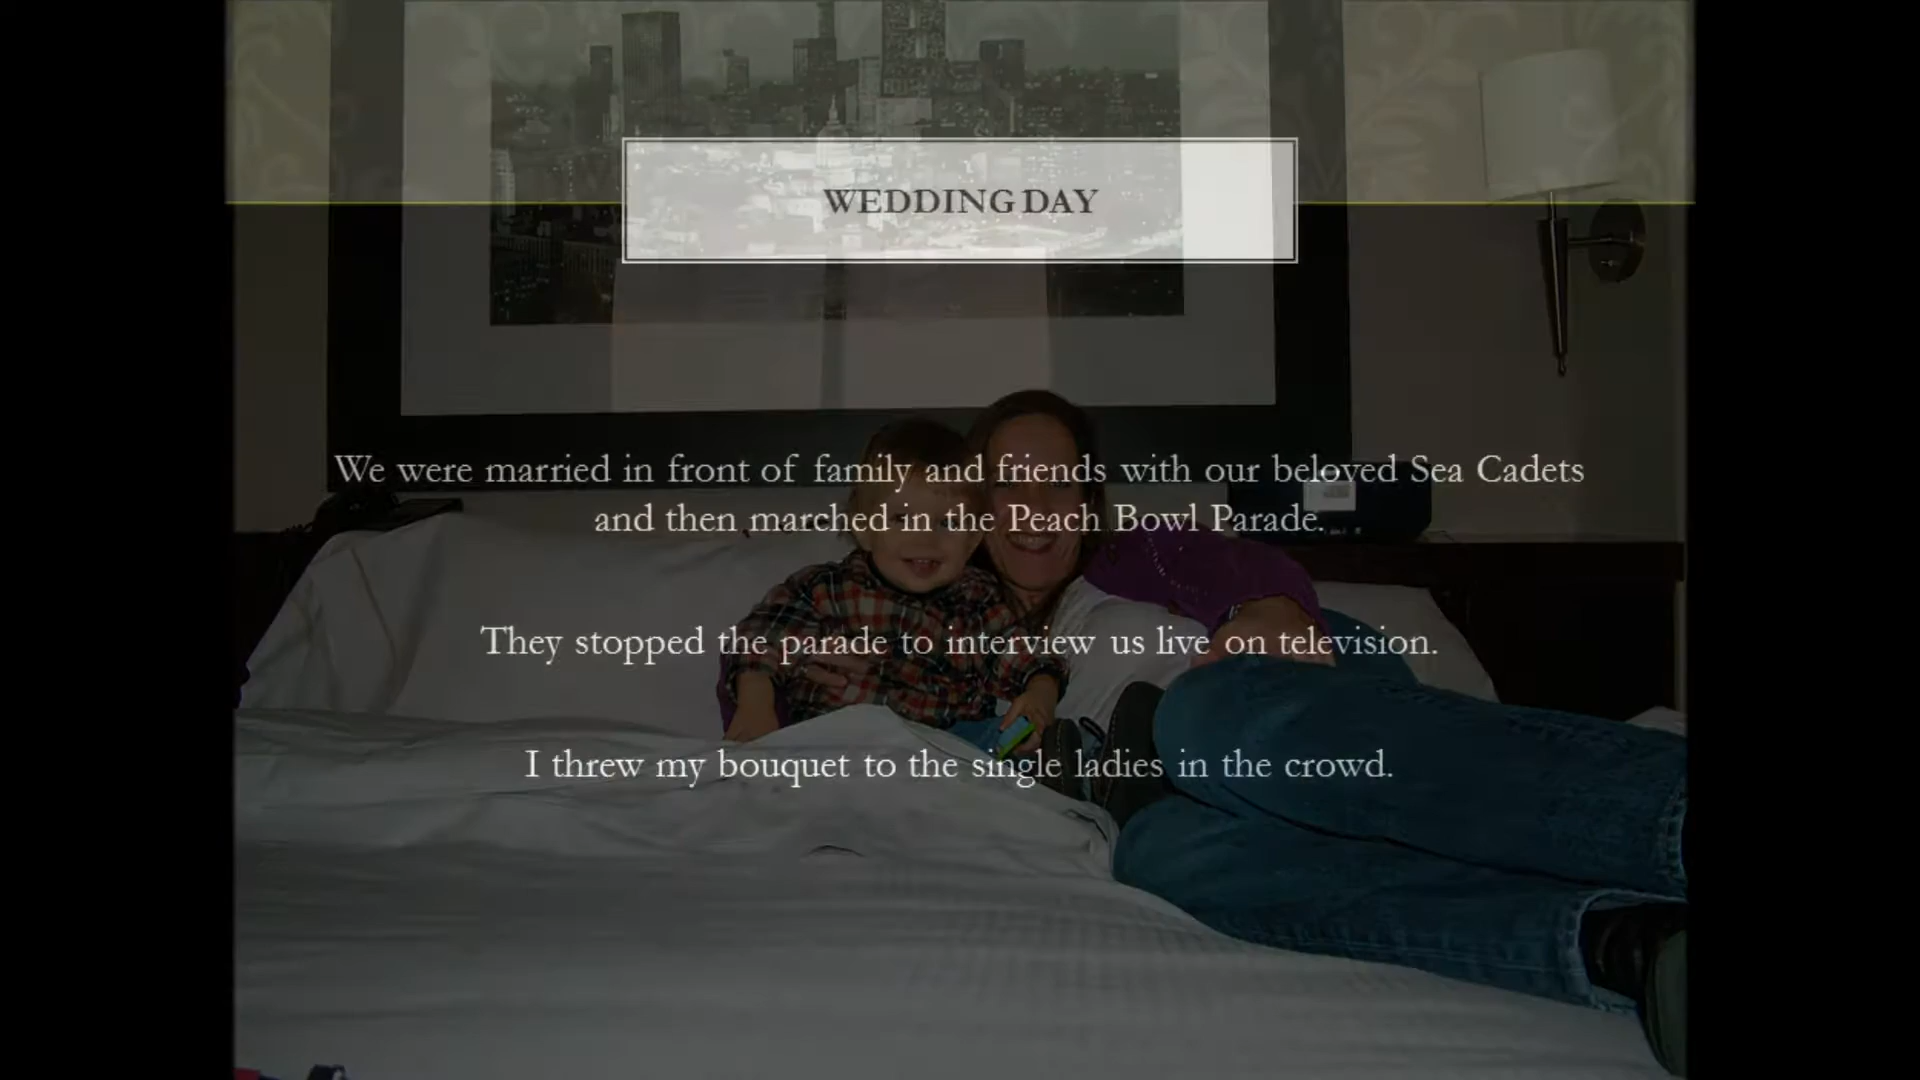 WEDDING DAY
We were married in front of family and friends with our beloved Sea Cadets
and then marched in the Peach Bowl Parade.
They stopped the parade to interview us live on television.
I threw my bouquet to the single ladies in the crowd.